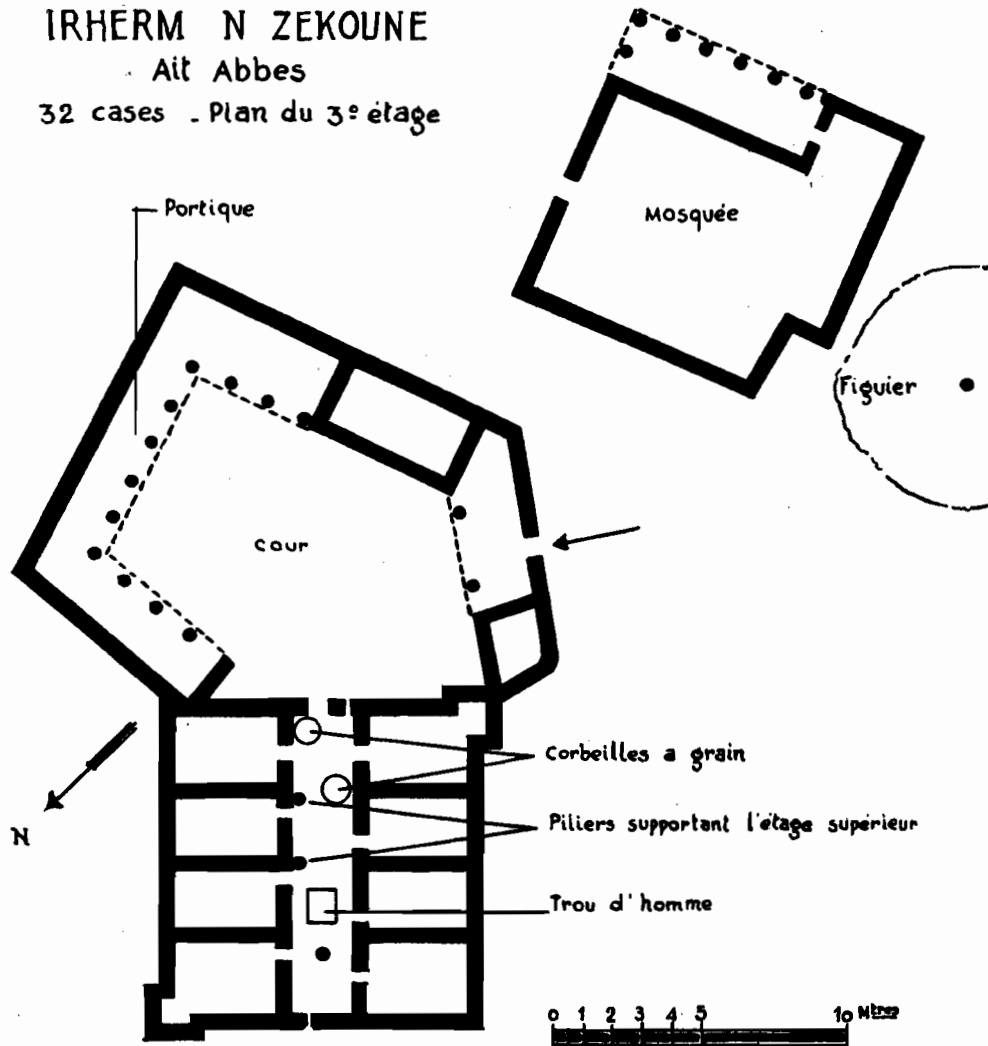 IRHERM N ZEKOUNE
Ait Abbes
32 cases - Plan du 3e étage
Portique
Mosquée
Figuier
cour
Corbeilles a grain
Piliers supportant l'étage supérieur
N
Trou d'homme
0 1 2 3 4 5 10 Mtres